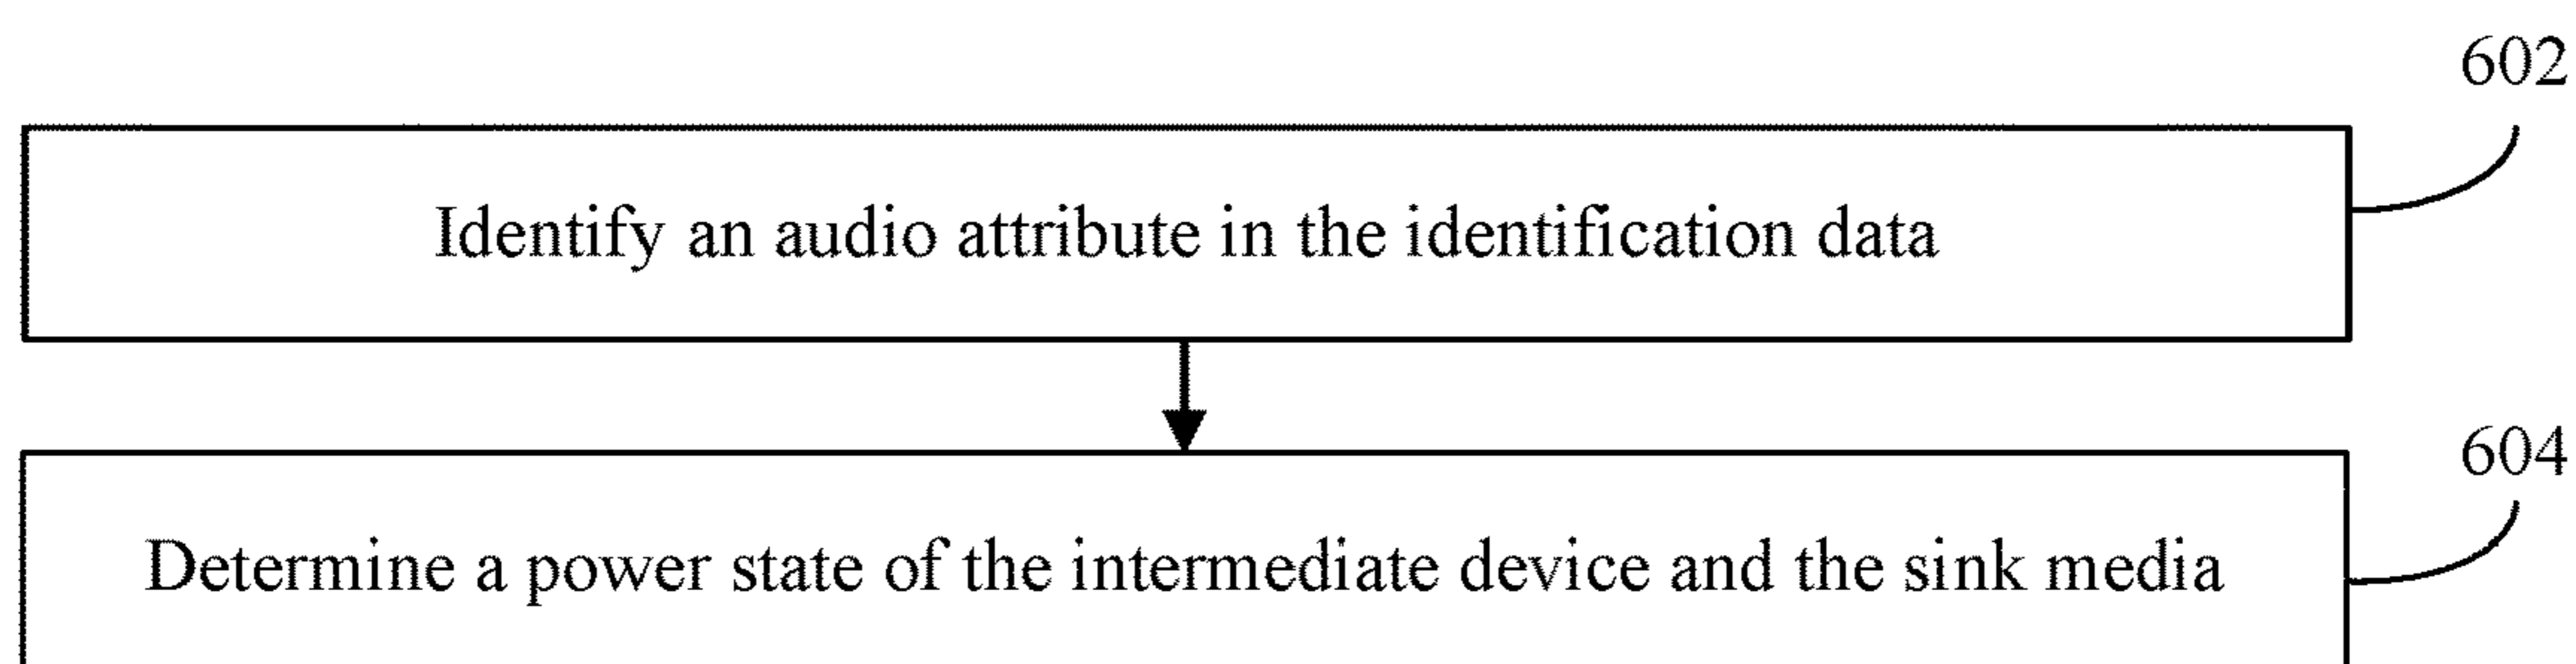 602
Identify an audio attribute in the identification data
604
Determine a power state of the intermediate device and the sink media